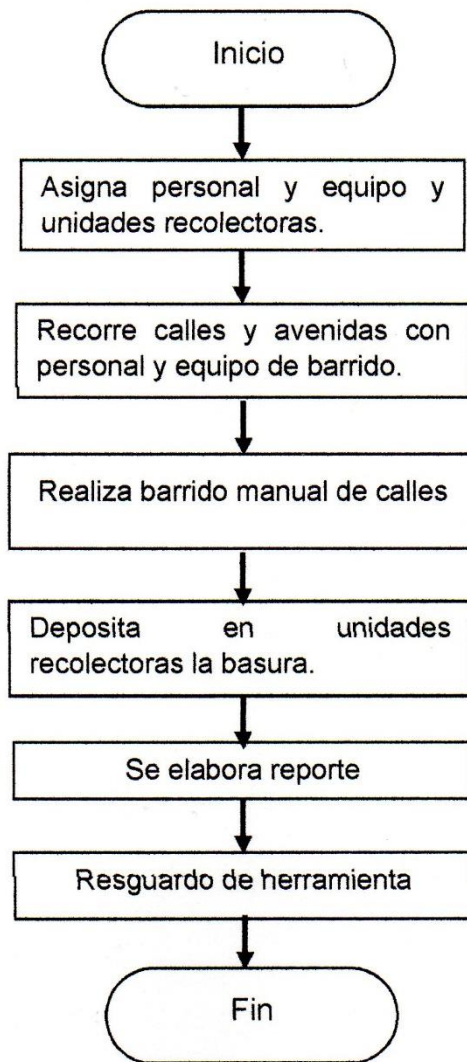 Inicio
Asigna personal y equipo y
unidades recolectoras.
Recorre calles y avenidas con
personal y equipo de barrido.
Realiza barrido manual de calles
Deposita en unidades
recolectoras la basura.
Se elabora reporte
Resguardo de herramienta
Fin